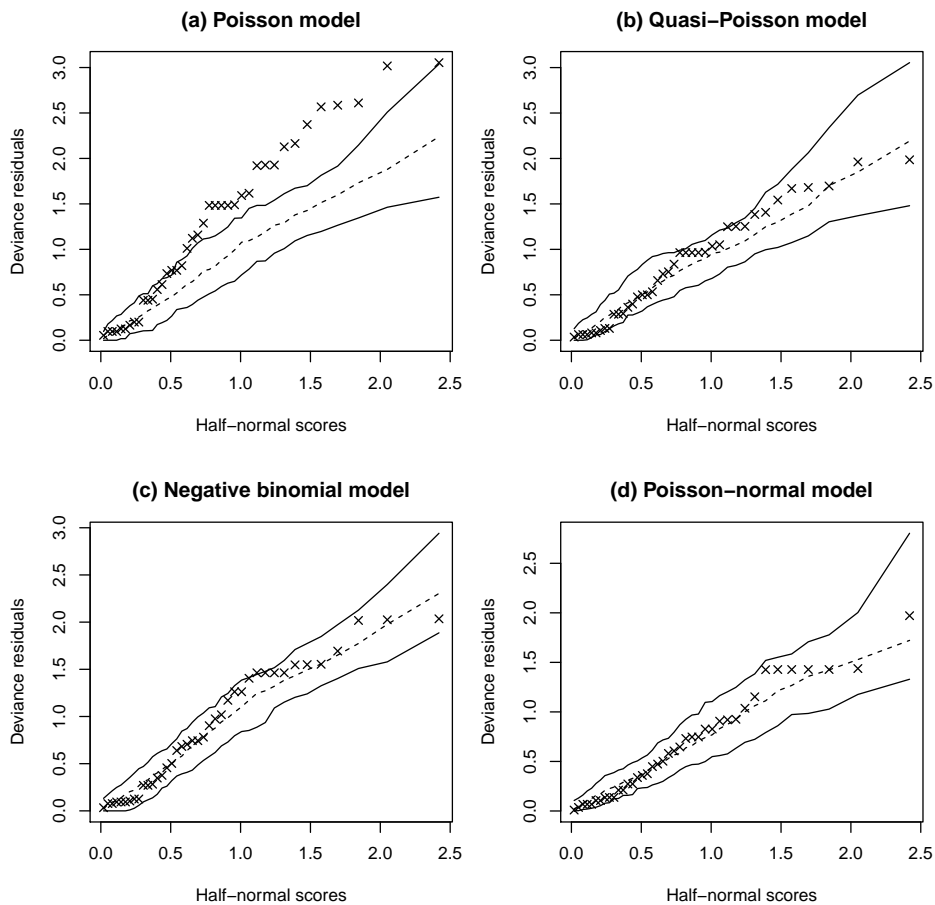 (a) Poisson model
Deviance residuals
0.0 0.5 1.0 1.5 2.0 2.5 3.0
0.0 0.5 1.0 1.5 2.0 2.5
Half−normal scores
(b) Quasi−Poisson model
Deviance residuals
0.0 0.5 1.0 1.5 2.0 2.5 3.0
0.0 0.5 1.0 1.5 2.0 2.5
Half−normal scores
(c) Negative binomial model
Deviance residuals
0.0 0.5 1.0 1.5 2.0 2.5 3.0
0.0 0.5 1.0 1.5 2.0 2.5
Half−normal scores
(d) Poisson−normal model
Deviance residuals
0.0 0.5 1.0 1.5 2.0 2.5
0.0 0.5 1.0 1.5 2.0 2.5
Half−normal scores